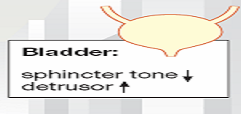 Bladder:
sphincter tone ↓
detrusor ↑